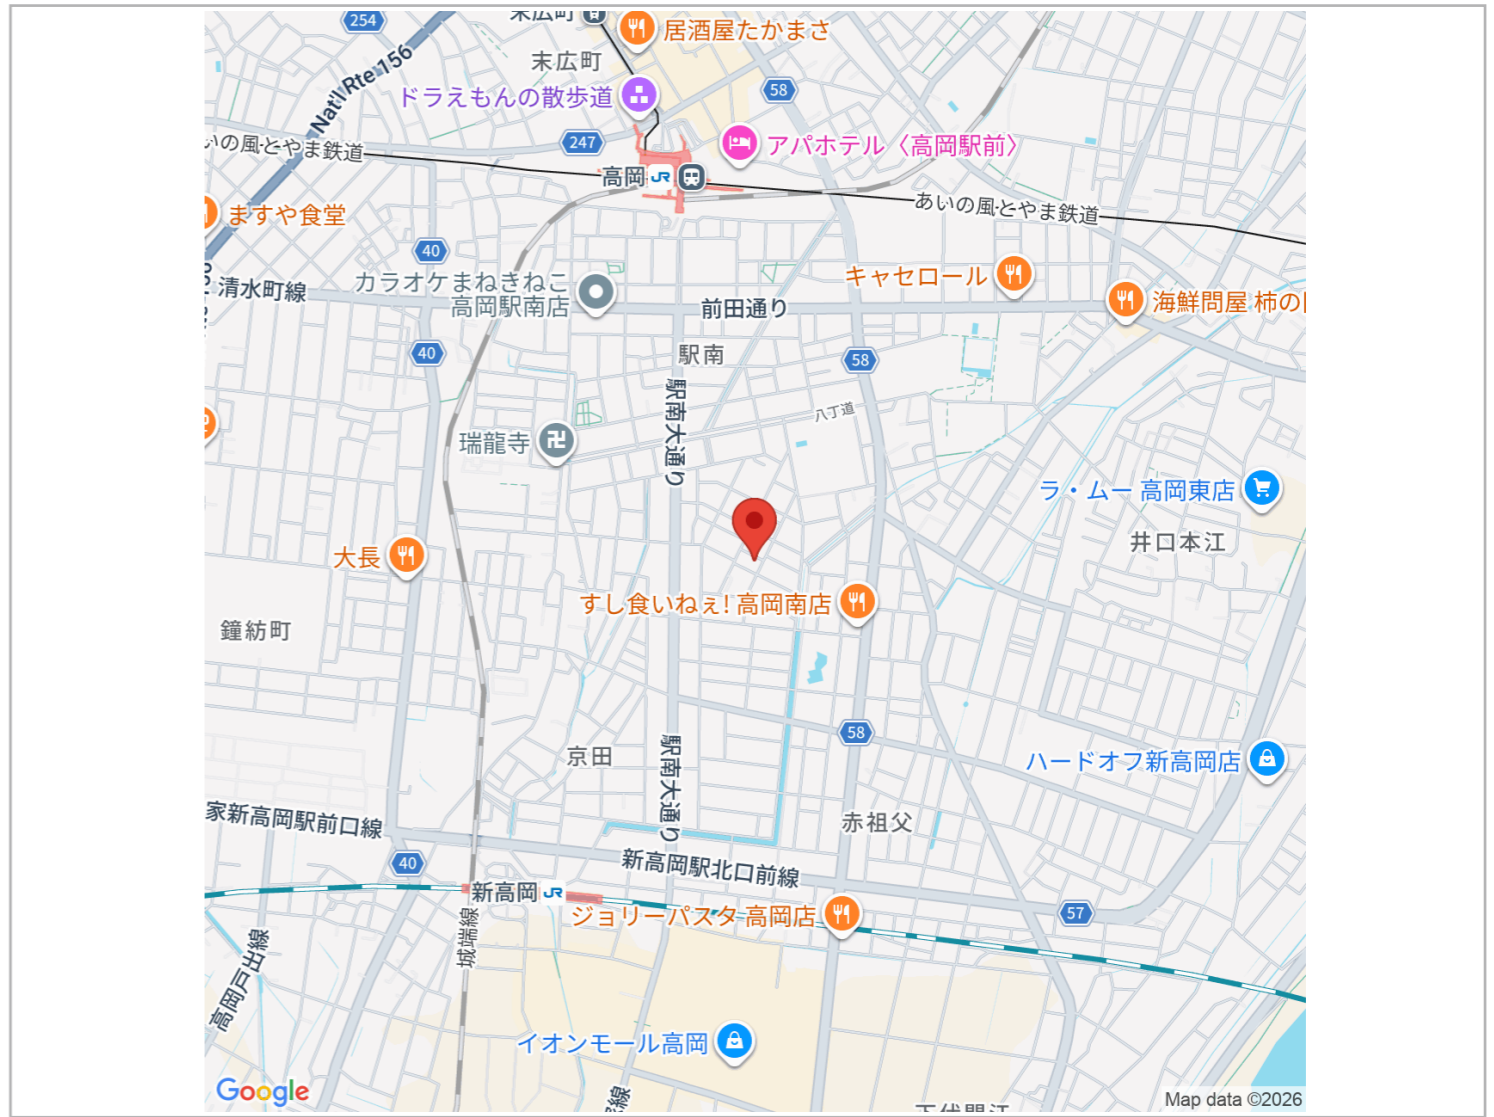 254
末広町
居酒屋たかまさ
末広町
Nat'l Rte 156
ドラえもんの散歩道
58
247
アパホテル〈高岡駅前〉
いの風とやま鉄道
高岡
JR
あいの風とやま鉄道
ますや食堂
40
カラオケまねきねこ
高岡駅南店
キャセロール
清水町線
前田通り
海鮮問屋 柿の
駅南
40
58
駅南大通り
八丁道
瑞龍寺
ラ・ムー 高岡東店
井口本江
大長
すし食いねぇ! 高岡南店
鐘紡町
58
京田
駅南大通り
ハードオフ新高岡店
家新高岡駅前口線
赤祖父
新高岡駅北口前線
40
新高岡
JR
57
ジョリーパスタ 高岡店
城端線
高岡戸出線
イオンモール高岡
Google
Map data ©2026